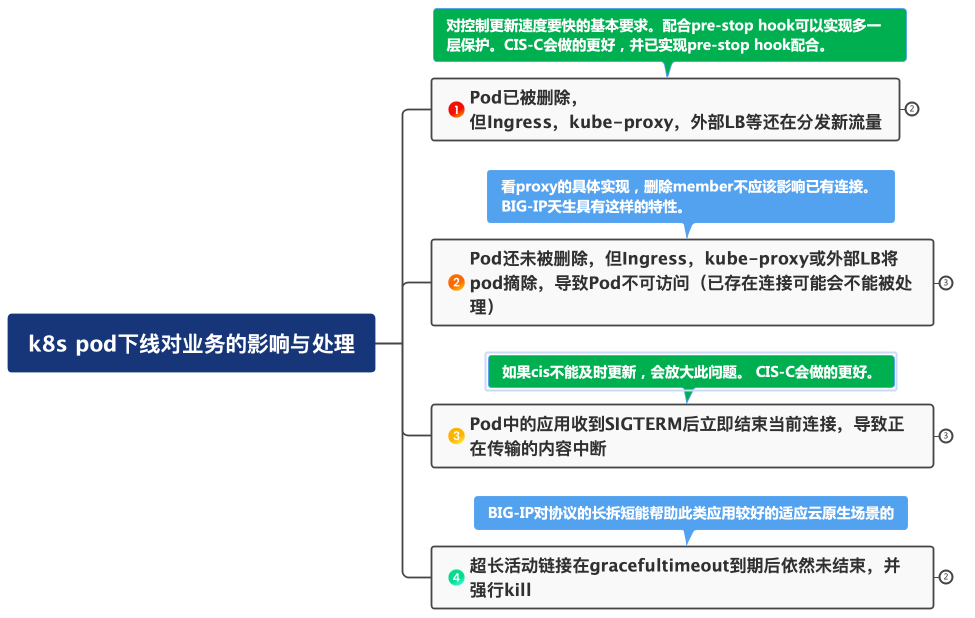 对控制更新速度要快的基本要求。配合pre-stop hook可以实现多一
层保护。CIS-C会做的更好，并已实现pre-stop hook配合。
1
Pod已被删除，
但Ingress，kube-proxy，外部LB等还在分发新流量
2
看proxy的具体实现，删除member不应该影响已有连接。
BIG-IP天生具有这样的特性。
Pod还未被删除，但Ingress，kube-proxy或外部LB将
2
pod摘除，导致Pod不可访问（已存在连接可能会不能被处
3
理）
k8s pod下线对业务的影响与处理
如果cis不能及时更新，会放大此问题。 CIS-C会做的更好。
3
Pod中的应用收到SIGTERM后立即结束当前连接，导致正
在传输的内容中断
3
BIG-IP对协议的长拆短能帮助此类应用较好的适应云原生场景的
4
超长活动链接在gracefultimeout到期后依然未结束，并
强行kill
2